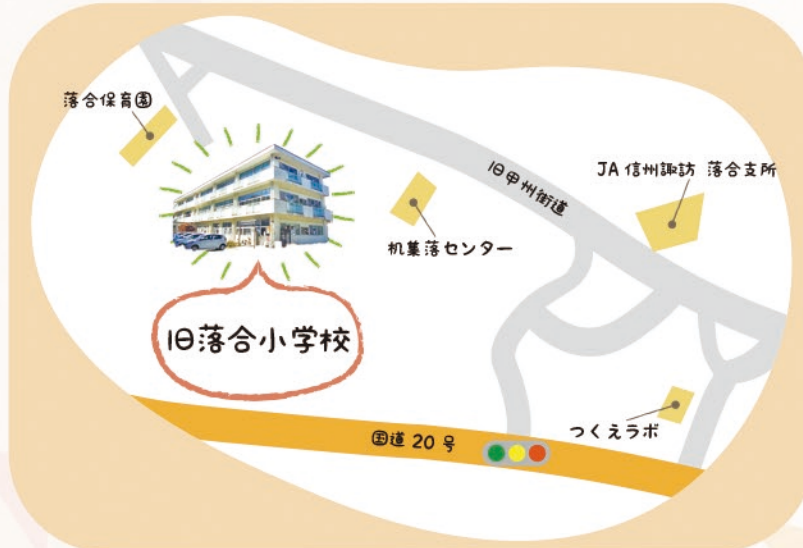 落合保育園
旧甲州街道
JA 信州諏訪 落合支所
机集落センター
旧落合小学校
つくえラボ
国道 20 号